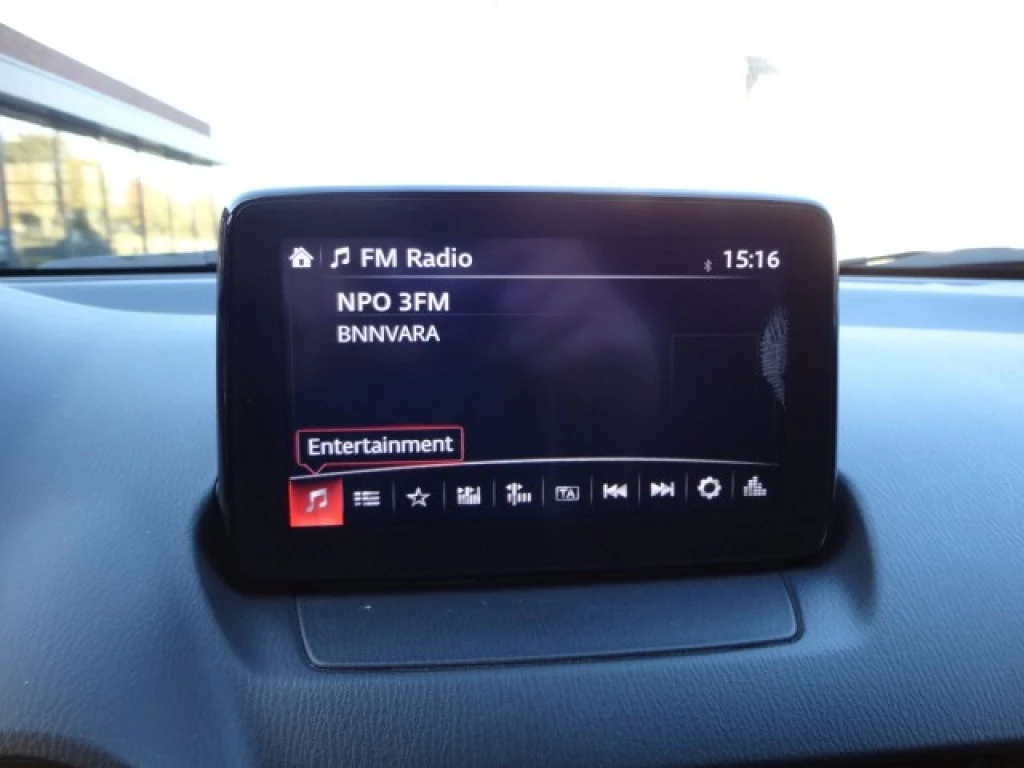 FM Radio 15:16
NPO 3FM
BNNVARA
Entertainment
TA